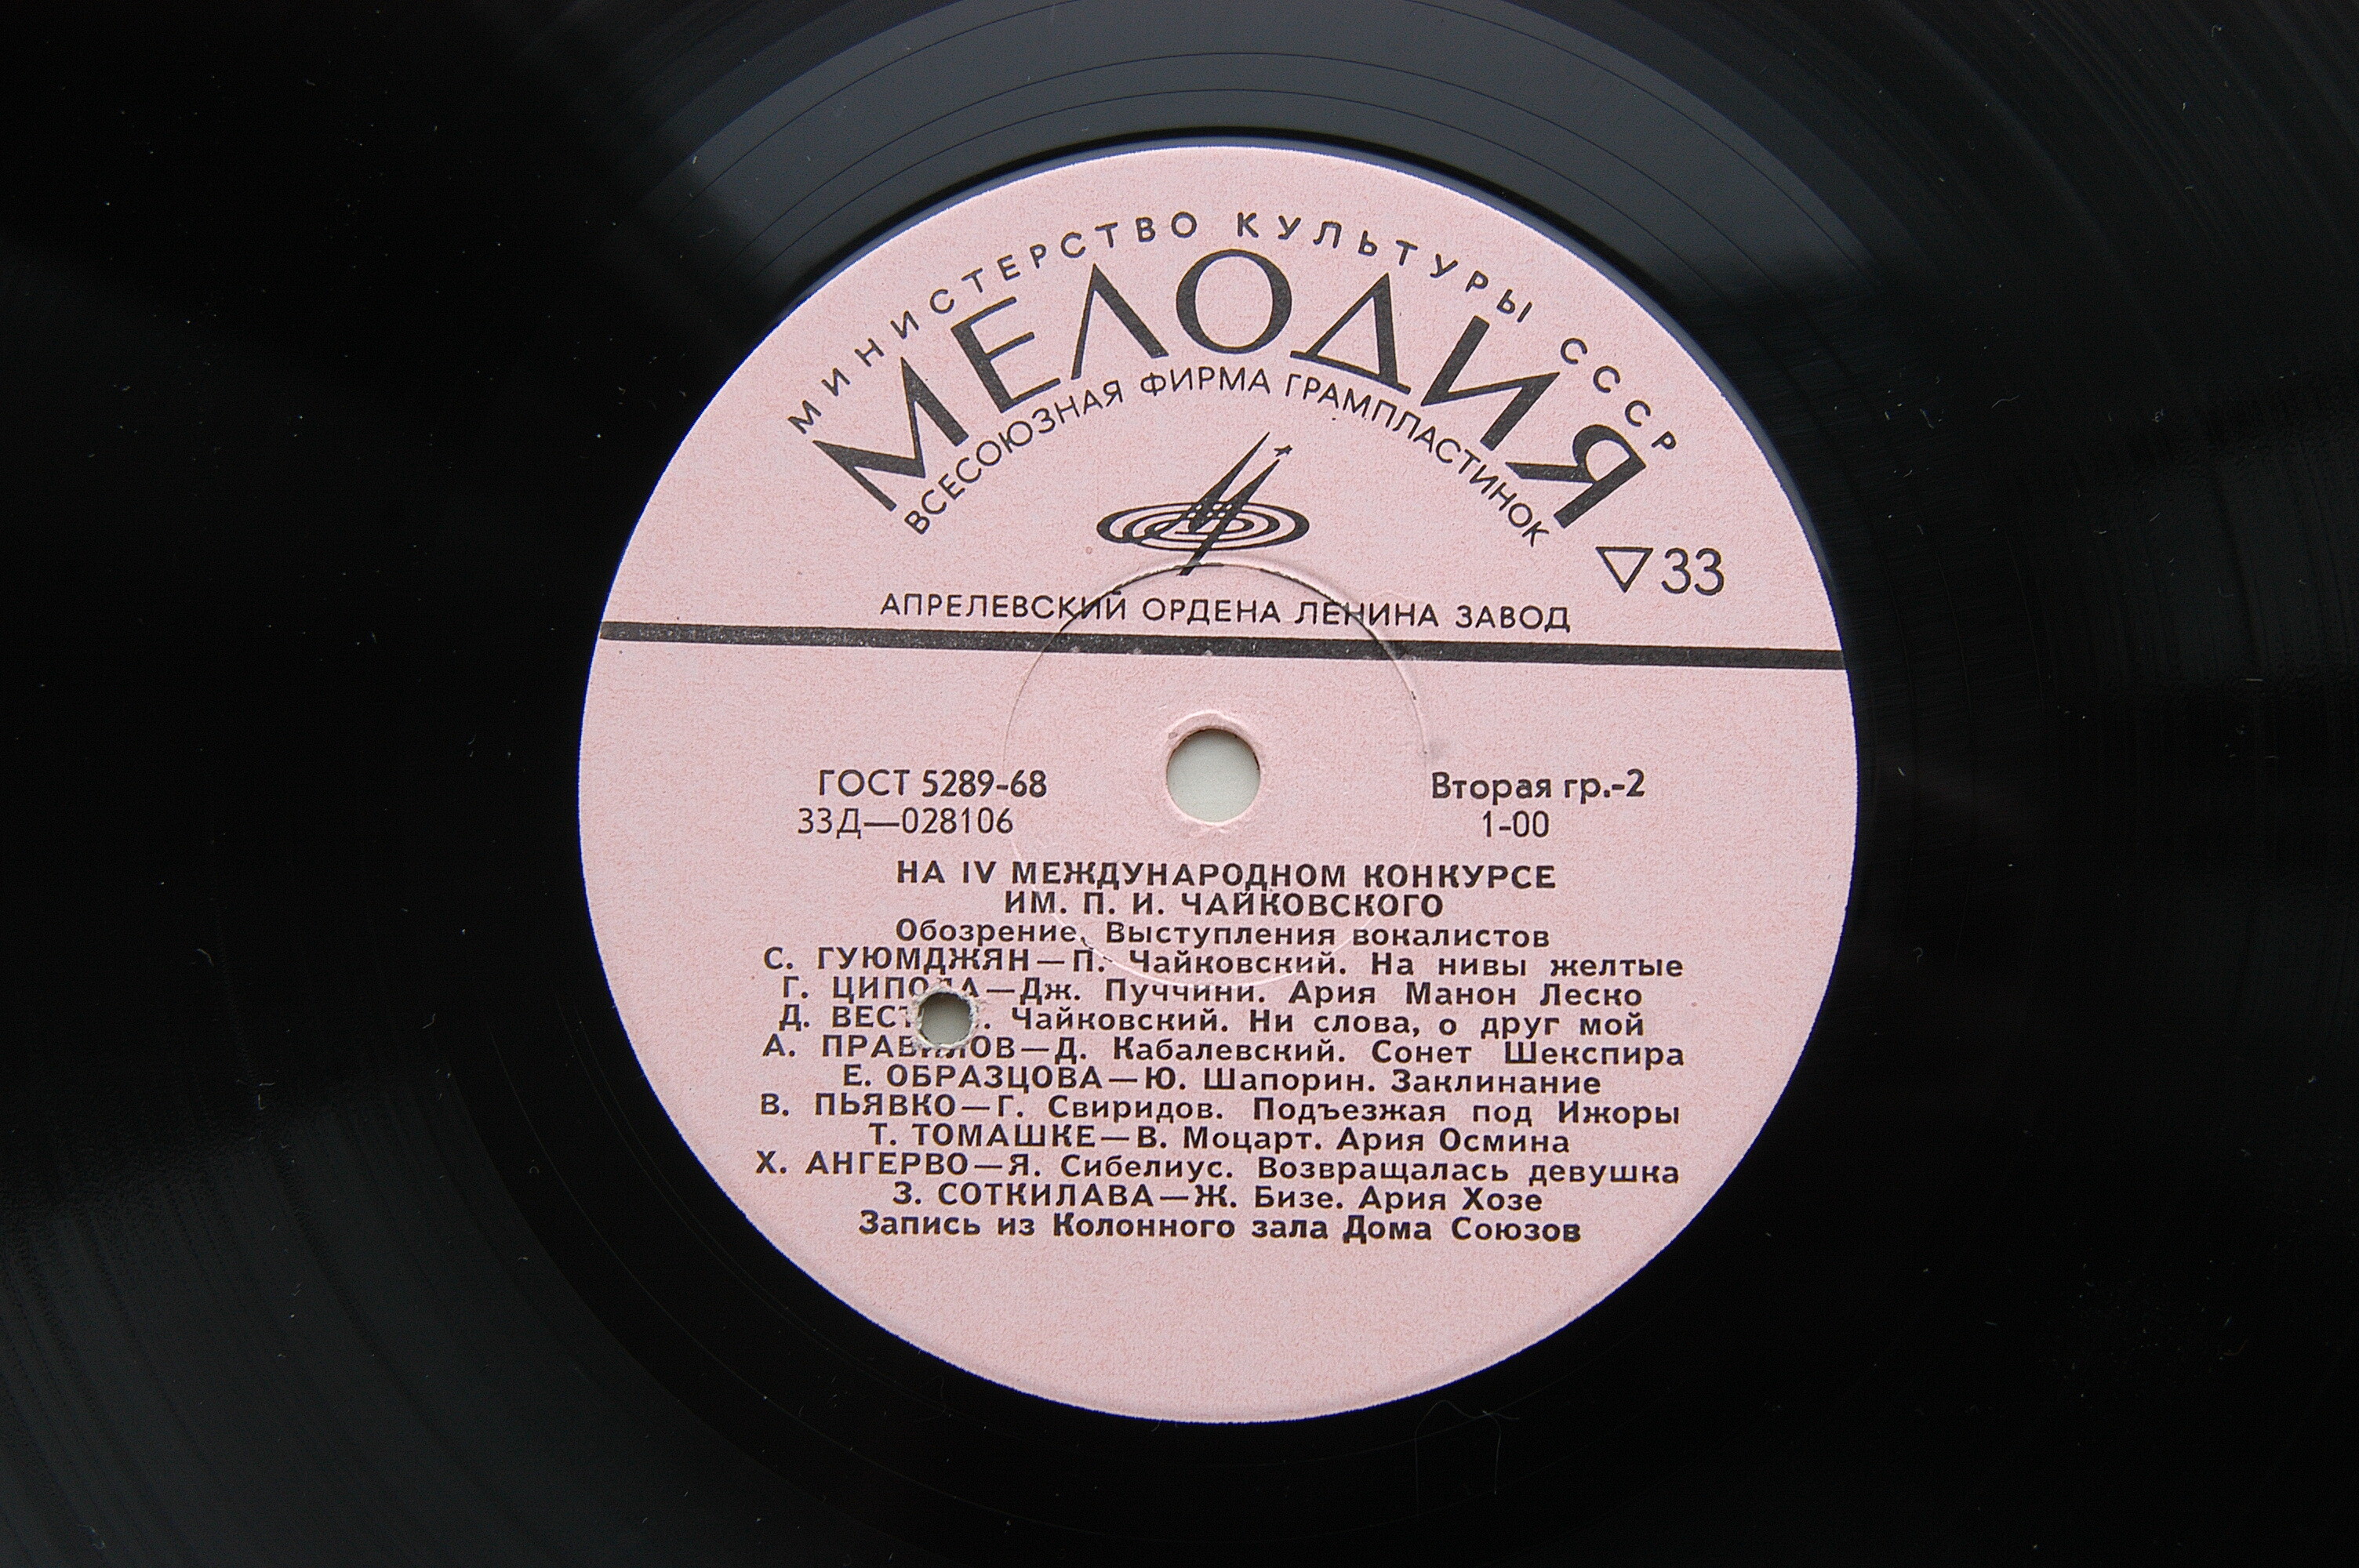 МИНИСТЕРСТВО КУЛЬТУРЫ СССР
МЕЛОДИЯ
ВСЕСОЮЗНАЯ ФИРМА ГРАМПЛАСТИНОК
33
АПРЕЛЕВСКИЙ ОРДЕНА ЛЕНИНА ЗАВОД
ГОСТ 5289-68 Вторая гр.-2
33Д—028106 1-00
НА IV МЕЖДУНАРОДНОМ КОНКУРСЕ
ИМ. П. И. ЧАЙКОВСКОГО
Обозрение. Выступления вокалистов
С. ГУЮМДЖЯН—П. Чайковский. На нивы желтые
Г. ЦИПОЛА—Дж. Пуччини. Ария Манон Леско
Д. Чайковский. Ни слова, о друг мой
А. ПРАВИЛОВ—Д. Кабалевский. Сонет Шекспира
Е. ОБРАЗЦОВА—Ю. Шапорин. Заклинание
В. ПЬЯВКО—Г. Свиридов. Подъезжая под Ижоры
Т. ТОМАШКЕ—В. Моцарт. Ария Осмина
Х. АНГЕРВО—Я. Сибелиус. Возвращалась девушка
З. СОТКИЛАВА—Ж. Бизе. Ария Хозе
Запись из Колонного зала Дома Союзов